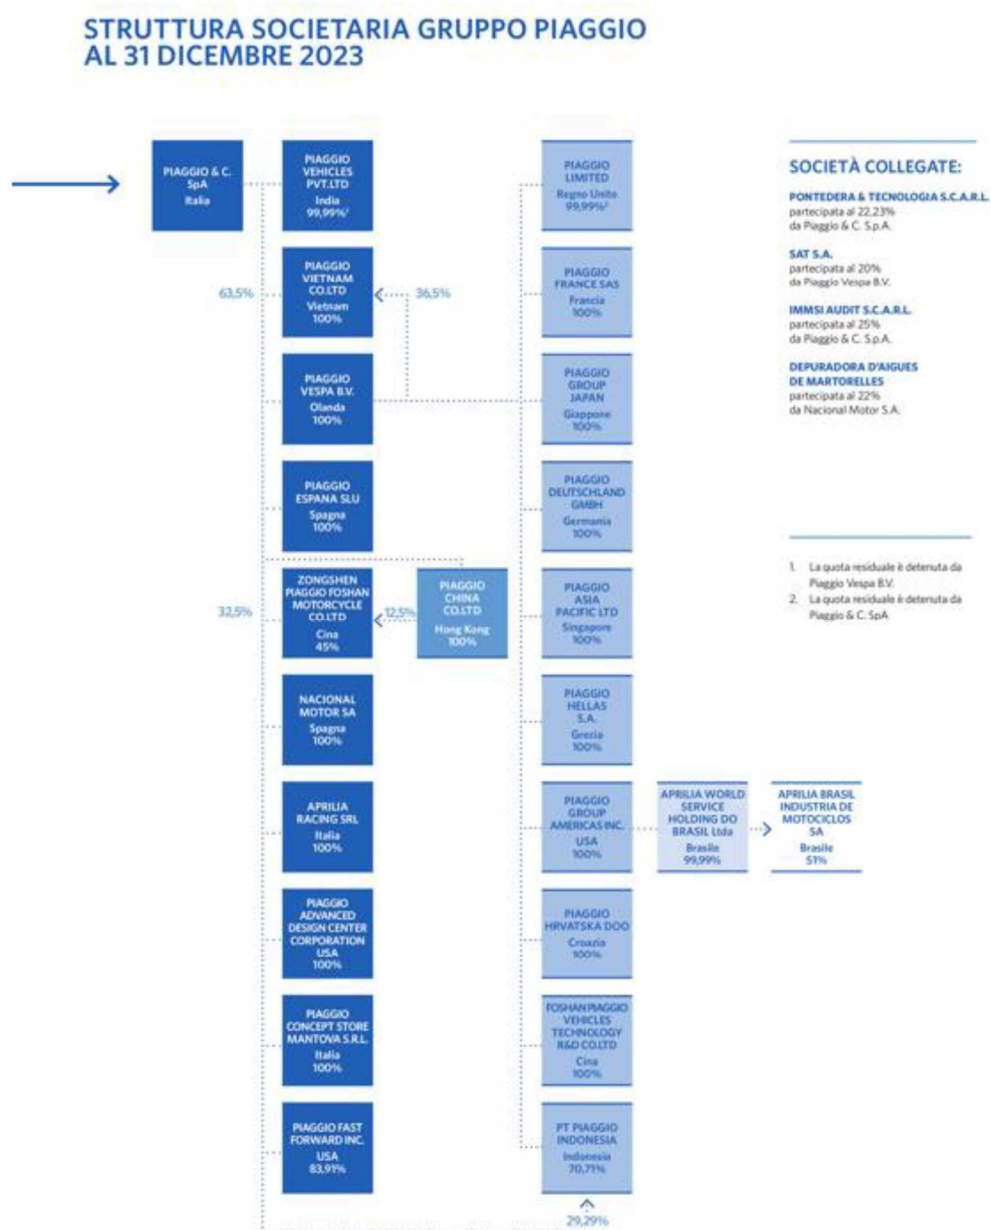 STRUTTURA SOCIETARIA GRUPPO PIAGGIO
AL 31 DICEMBRE 2023
PIAGGIO & C.
SpA
Italia
PIAGGIO
VEHICLES
PVT.LTD
India
99,99%¹
63,5%
PIAGGIO
VIETNAM
CO.LTD
Vietnam
100%
36,5%
PIAGGIO
VESPA B.V.
Olanda
100%
PIAGGIO
ESPANA SLU
Spagna
100%
32,5%
ZONGSHEN
PIAGGIO FOSHAN
MOTORCYCLE
CO.LTD
Cina
45%
12,5%
PIAGGIO
CHINA
CO.LTD
Hong Kong
100%
NACIONAL
MOTOR SA
Spagna
100%
APRILIA
RACING SRL
Italia
100%
PIAGGIO
ADVANCED
DESIGN CENTER
CORPORATION
USA
100%
PIAGGIO
CONCEPT STORE
MANTOVA S.R.L.
Italia
100%
PIAGGIO FAST
FORWARD INC.
USA
83,91%
PIAGGIO
LIMITED
Regno Unito
99,99%²
PIAGGIO
FRANCE SAS
Francia
100%
PIAGGIO
GROUP
JAPAN
Giappone
100%
PIAGGIO
DEUTSCHLAND
GMBH
Germania
100%
PIAGGIO
ASIA
PACIFIC LTD
Singapore
100%
PIAGGIO
HELLAS
S.A.
Grecia
100%
PIAGGIO
GROUP
AMERICAS INC.
USA
100%
APRILIA WORLD
SERVICE
HOLDING DO
BRASIL Ltda
Brasile
99,99%
APRILIA BRASIL
INDUSTRIA DE
MOTOCICLOS
SA
Brasile
51%
PIAGGIO
HRVATSKA DOO
Croazia
100%
FOSHAN PIAGGIO
VEHICLES
TECHNOLOGY
R&D CO.LTD
Cina
100%
PT PIAGGIO
INDONESIA
Indonesia
70,71%
29,29%
SOCIETÀ COLLEGATE:
PONTEDERA & TECNOLOGIA S.C.A.R.L.
partecipata al 22,23%
da Piaggio & C. S.p.A.
SAT S.A.
partecipata al 20%
da Piaggio Vespa B.V.
IMMSI AUDIT S.C.A.R.L.
partecipata al 25%
da Piaggio & C. S.p.A.
DEPURADORA D'AIGUES
DE MARTORELLES
partecipata al 22%
da Nacional Motor S.A.
1. La quota residuale è detenuta da
Piaggio Vespa B.V.
2. La quota residuale è detenuta da
Piaggio & C. SpA